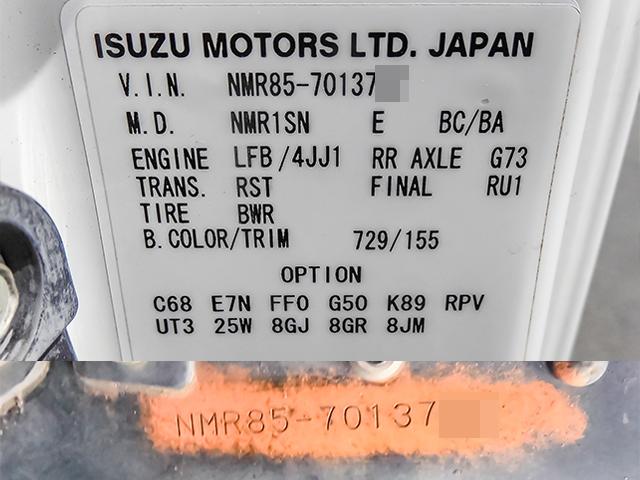 ISUZU MOTORS LTD. JAPAN
V.I.N. NMR85-70137
M.D. NMR1SN E BC/BA
ENGINE LFB/4JJ1 RR AXLE G73
TRANS. RST FINAL RU1
TIRE BWR
B.COLOR/TRIM 729/155
OPTION
C68 E7N FF0 G50 K89 RPV
UT3 25W 8GJ 8GR 8JM
NMR85-70137